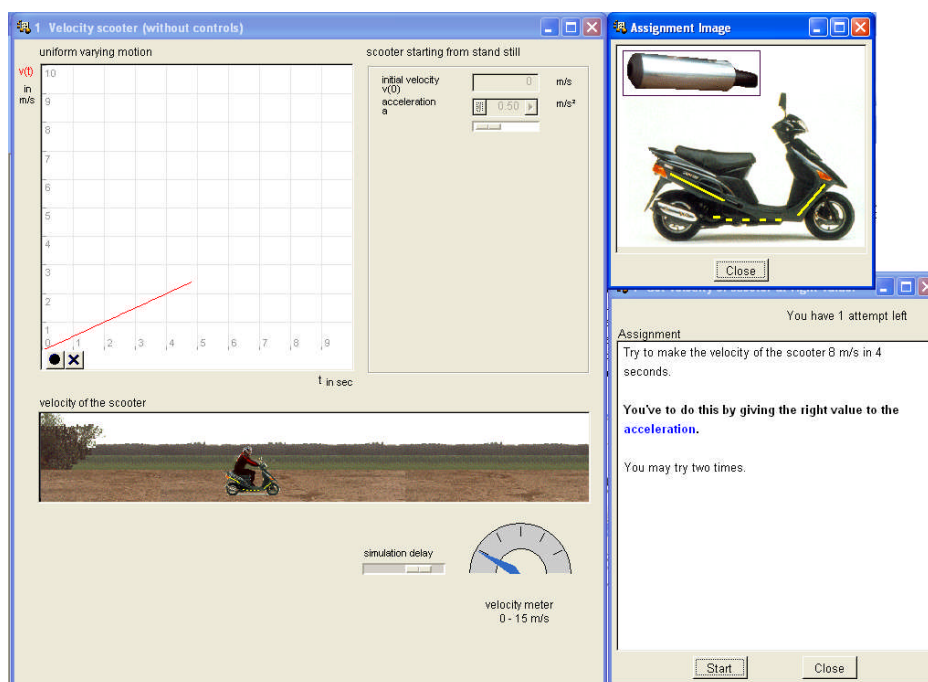 1 Velocity scooter (without controls)
uniform varying motion
v(t)
in
m/s
10
9
8
7
6
5
4
3
2
1
0 1 2 3 4 5 6 7 8 9
t in sec
scooter starting from stand still
initial velocity 0 m/s
v(0)
acceleration 0.50 m/s²
a
velocity of the scooter
simulation delay
velocity meter
0 - 15 m/s
Assignment Image
Close
You have 1 attempt left
Assignment
Try to make the velocity of the scooter 8 m/s in 4
seconds.
You've to do this by giving the right value to the
acceleration.
You may try two times.
Start Close